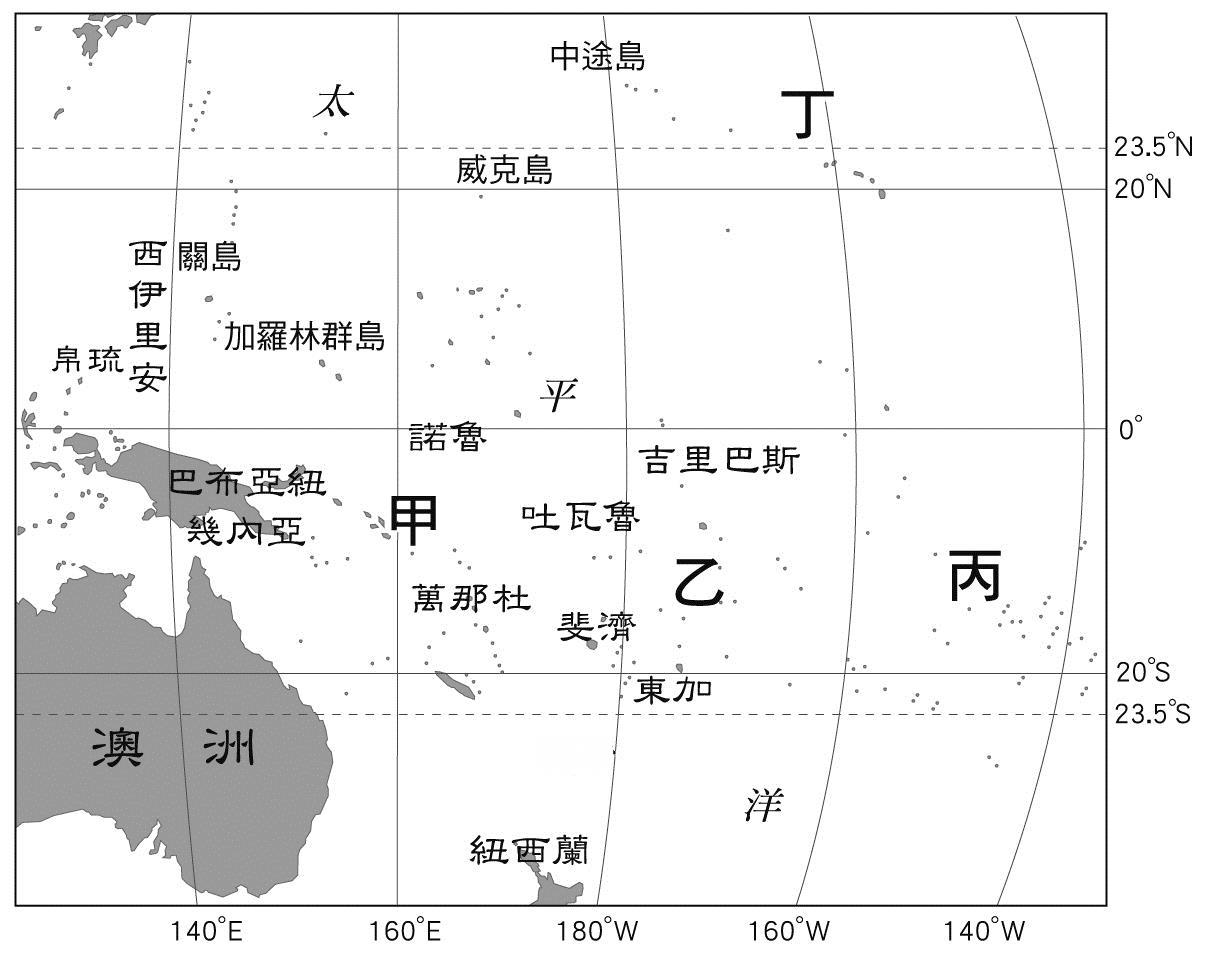 中途島
太
丁
23.5°N
威克島
20°N
西伊里安
關島
加羅林群島
帛琉
平
0°
諾魯
吉里巴斯
巴布亞紐
幾內亞
甲
吐瓦魯
乙
丙
萬那杜
斐濟
20°S
東加
23.5°S
澳洲
洋
紐西蘭
140°E
160°E
180°W
160°W
140°W